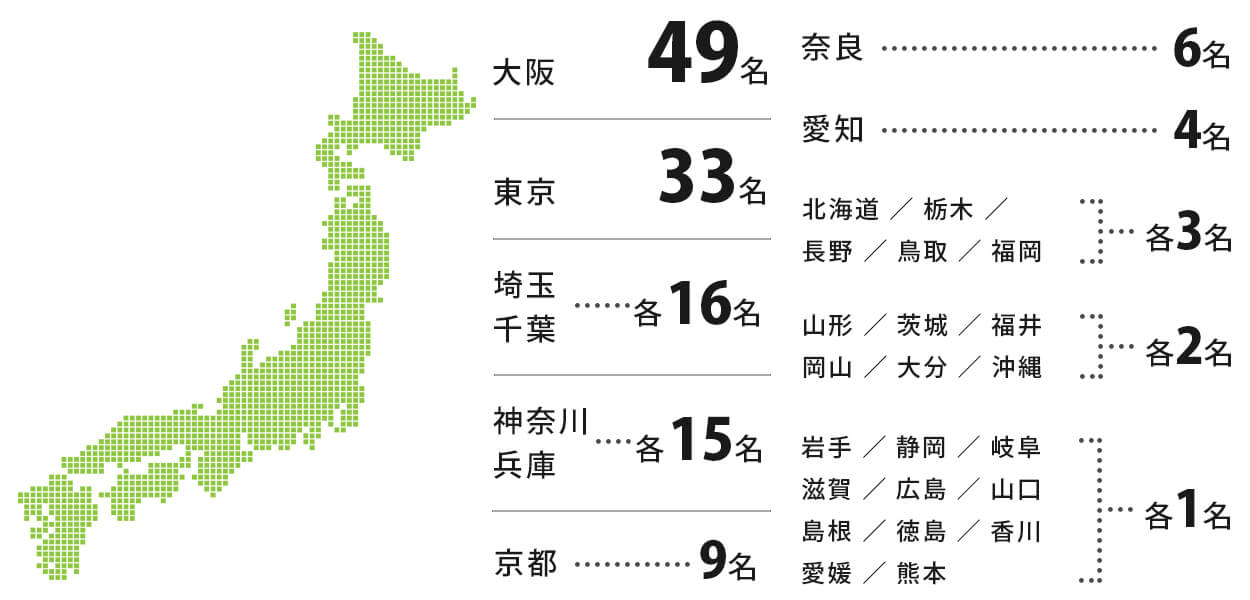 大阪 49名
東京 33名
埼玉
千葉
各16名
神奈川
兵庫
各15名
京都 9名
奈良 6名
愛知 4名
北海道 ／ 栃木 ／
長野 ／ 鳥取 ／ 福岡
各3名
山形 ／ 茨城 ／ 福井
岡山 ／ 大分 ／ 沖縄
各2名
岩手 ／ 静岡 ／ 岐阜
滋賀 ／ 広島 ／ 山口
島根 ／ 徳島 ／ 香川
愛媛 ／ 熊本
各1名